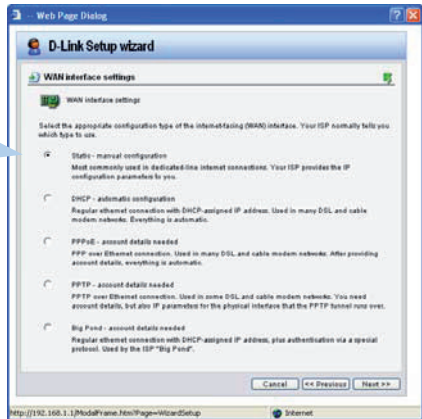 -- Web Page Dialog
D-Link Setup wizard
WAN interface settings
WAN interface settings
Select the appropriate configuration type of the internet-facing (WAN) interface. Your ISP normally tells you
which type to use.
Static - manual configuration
Most commonly used in dedicated-line internet connections. Your ISP provides the IP
configuration parameters to you.
DHCP - automatic configuration
Regular ethernet connection with DHCP-assigned IP address. Used in many DSL and cable
modem networks. Everything is automatic.
PPPoE - account details needed
PPP over Ethernet connection. Used in many DSL and cable modem networks. After providing
account details, everything is automatic.
PPTP - account details needed
PPTP over Ethernet connection. Used in some DSL and cable modem networks. You need
account details, but also IP parameters for the physical interface that the PPTP tunnel runs over.
Big Pond - account details needed
Regular ethernet connection with DHCP-assigned IP address, plus authentication via a special
protocol. Used by the ISP "Big Pond".
Cancel << Previous Next >>
http://192.168.1.1/ModalFrame.htm?Page=WizardSetup Internet